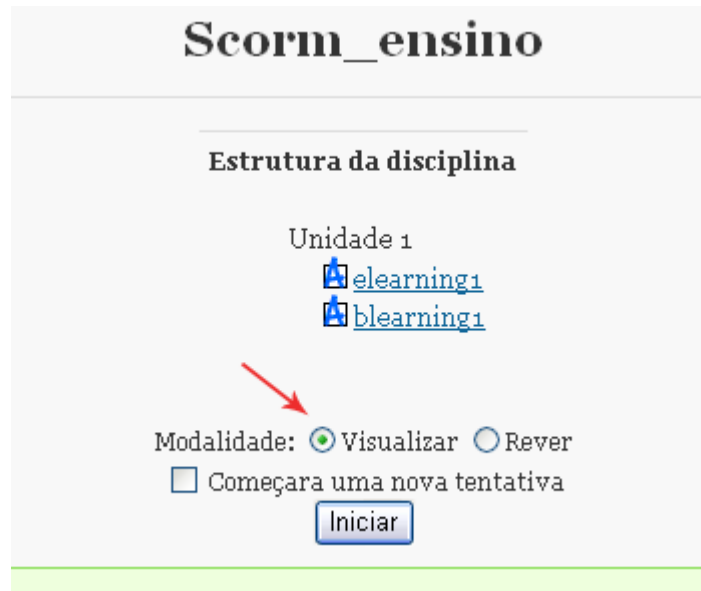 Scorm_ensino
Estrutura da disciplina
Unidade 1
elearning1
blearning1
Modalidade: Visualizar Rever
Começara uma nova tentativa
Iniciar